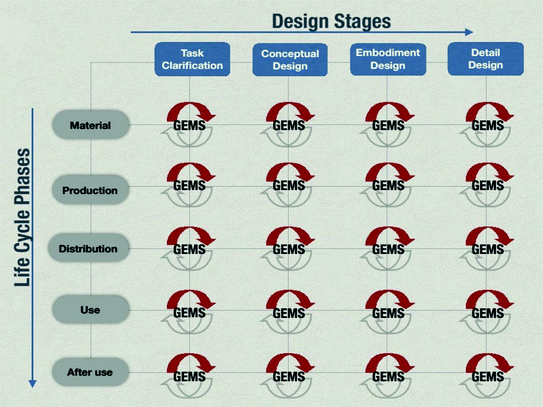 Design Stages
Task
Clarification
Conceptual
Design
Embodiment
Design
Detail
Design
Life Cycle Phases
Material
GEMS GEMS GEMS GEMS
Production
GEMS GEMS GEMS GEMS
Distribution
GEMS GEMS GEMS GEMS
Use
GEMS GEMS GEMS GEMS
After use
GEMS GEMS GEMS GEMS